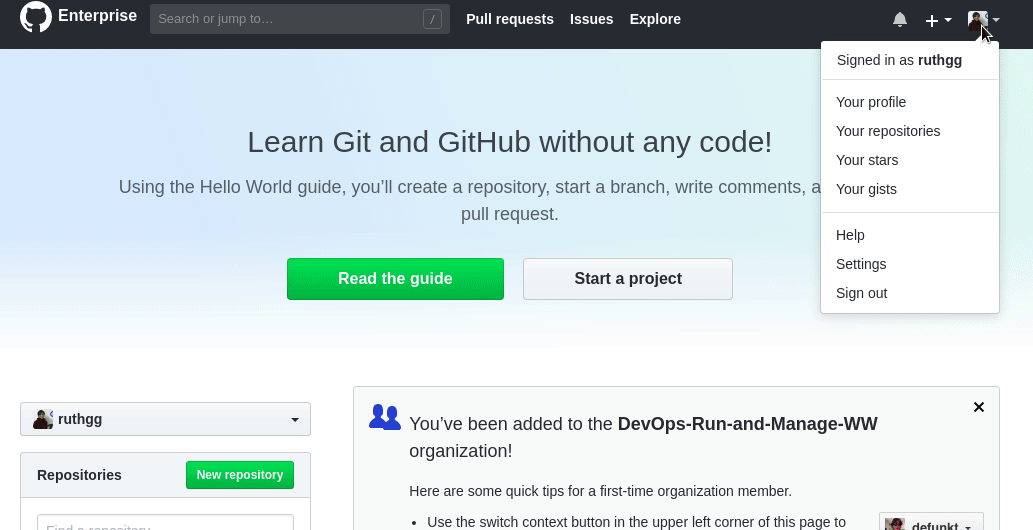 Enterprise
Search or jump to…
/
Pull requests Issues Explore
Signed in as ruthgg
Your profile
Your repositories
Your stars
Your gists
Help
Settings
Sign out
Learn Git and GitHub without any code!
Using the Hello World guide, you’ll create a repository, start a branch, write comments, a
pull request.
Read the guide
Start a project
ruthgg
Repositories
New repository
Find a repository
You’ve been added to the DevOps-Run-and-Manage-WW
organization!
Here are some quick tips for a first-time organization member.
• Use the switch context button in the upper left corner of this page to
defunkt